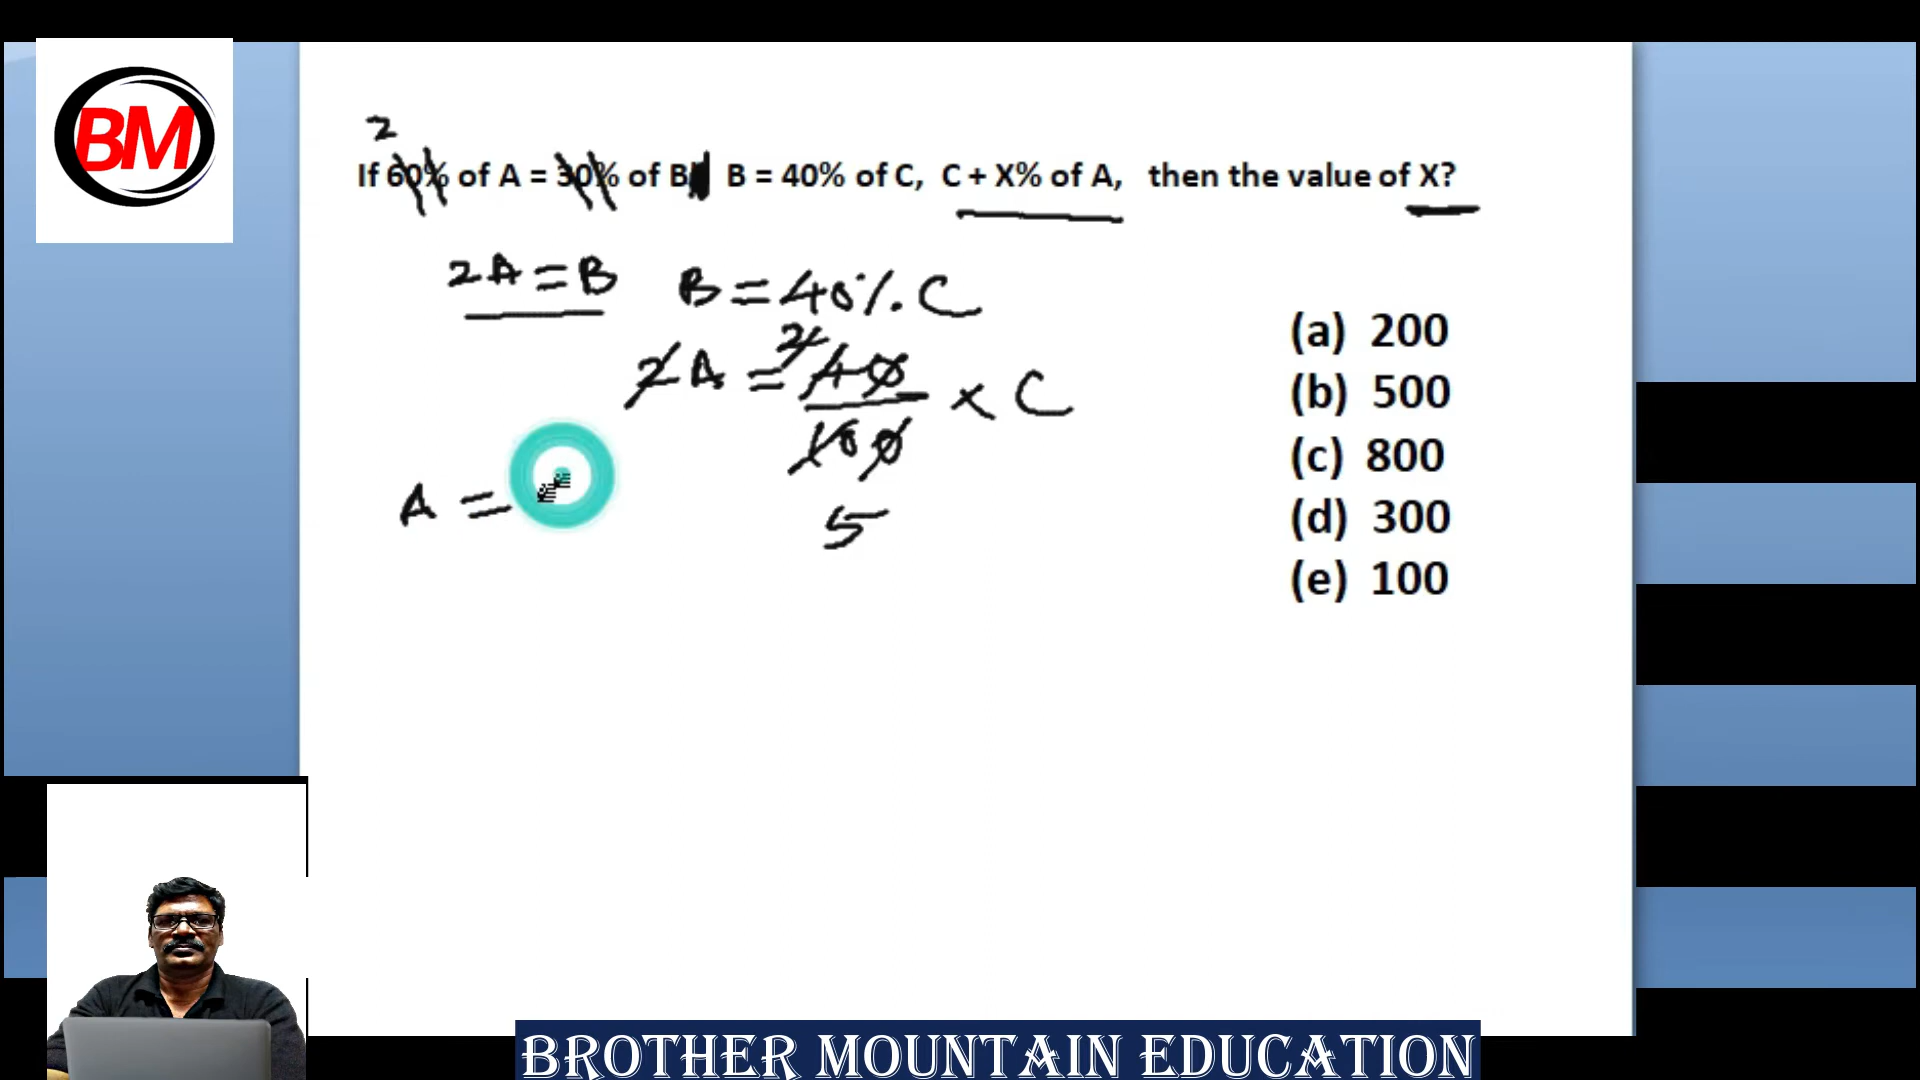 BM
2
If 60% of A = 30% of B B = 40% of C, C + X% of A, then the value of X?
2A = B B = 40%. C
2A = 2 40/100 × C
5
A =
(a) 200
(b) 500
(c) 800
(d) 300
(e) 100
BROTHER MOUNTAIN EDUCATION